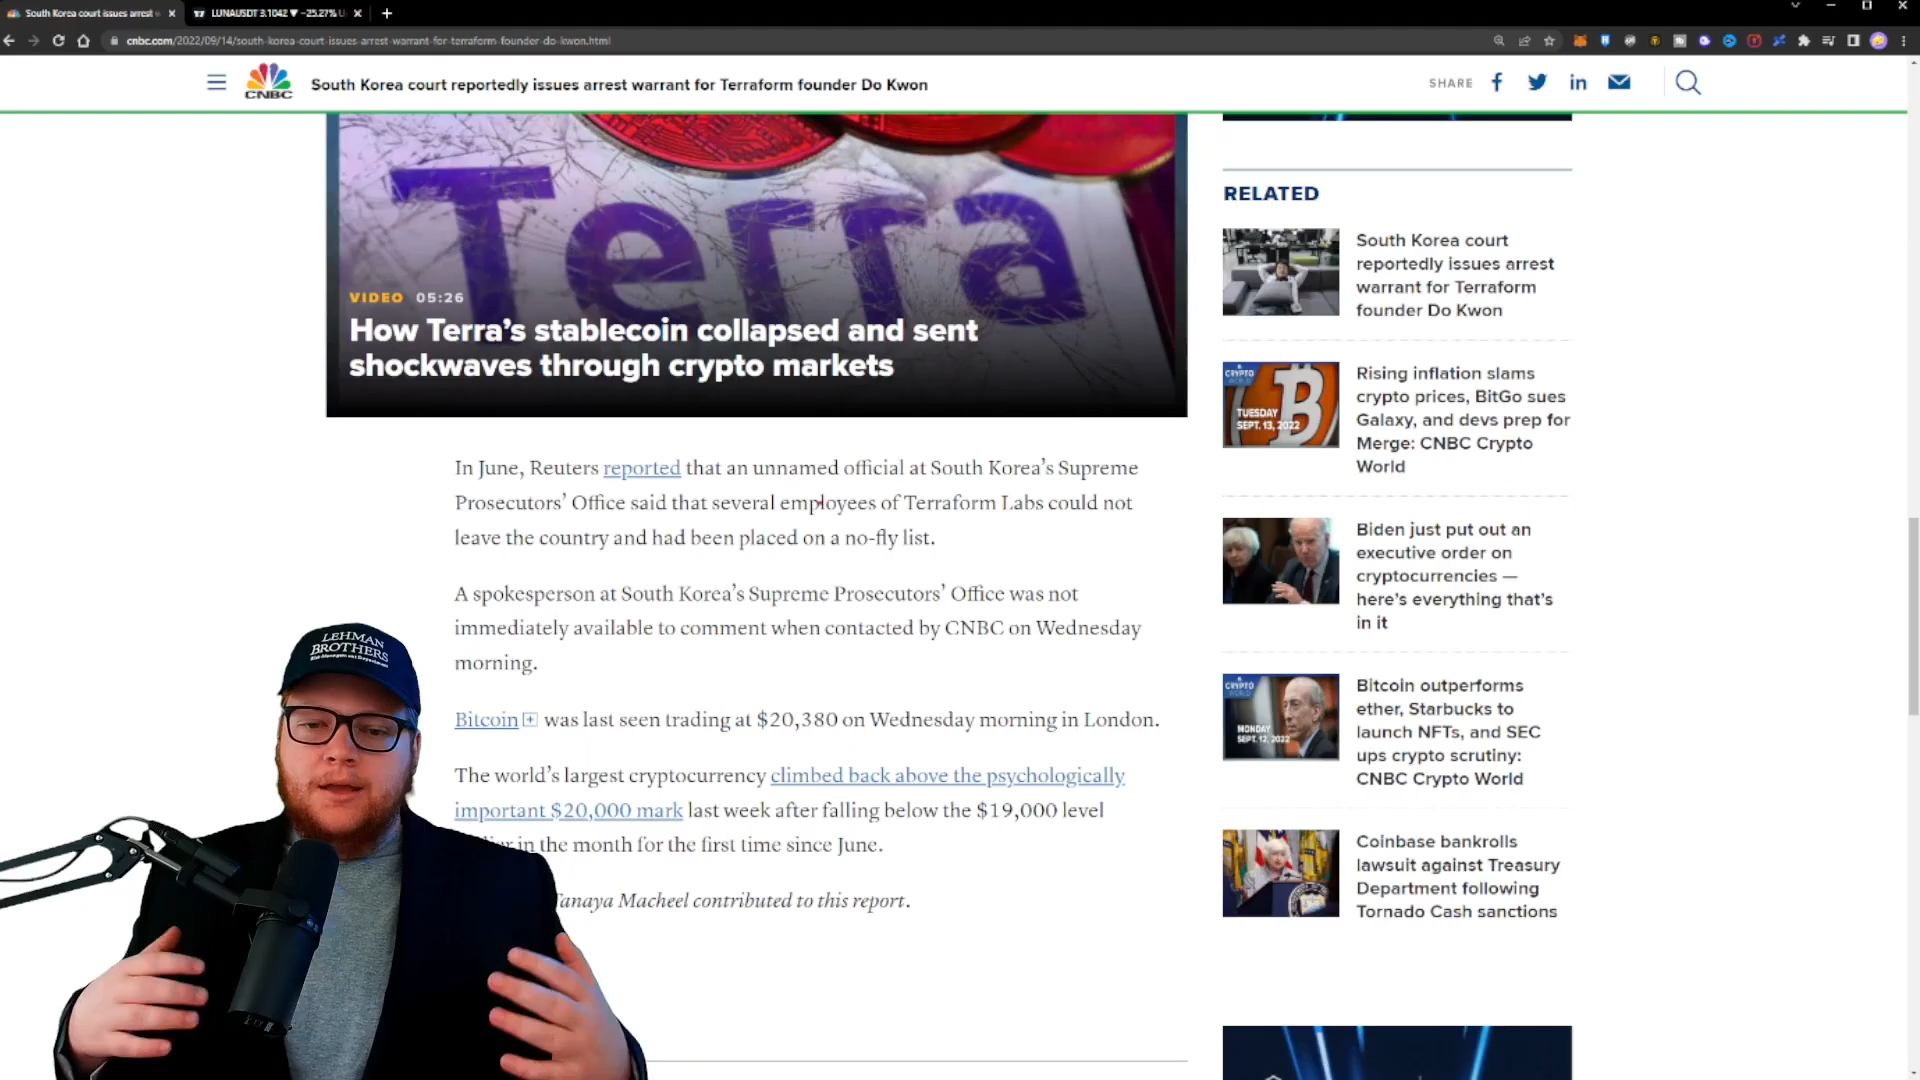 South Korea court issues arrest
LUNAUSDT 3.1042 ▼ −25.27% U
cnbc.com/2022/09/14/south-korea-court-issues-arrest-warrant-for-terraform-founder-do-kwon.html
CNBC
South Korea court reportedly issues arrest warrant for Terraform founder Do Kwon
SHARE
Terra
VIDEO 05:26
How Terra's stablecoin collapsed and sent
shockwaves through crypto markets
In June, Reuters reported that an unnamed official at South Korea's Supreme
Prosecutors' Office said that several employees of Terraform Labs could not
leave the country and had been placed on a no-fly list.
A spokesperson at South Korea's Supreme Prosecutors' Office was not
immediately available to comment when contacted by CNBC on Wednesday
morning.
Bitcoin was last seen trading at $20,380 on Wednesday morning in London.
The world's largest cryptocurrency climbed back above the psychologically
important $20,000 mark last week after falling below the $19,000 level
in the month for the first time since June.
Tanaya Macheel contributed to this report.
RELATED
South Korea court
reportedly issues arrest
warrant for Terraform
founder Do Kwon
CRYPTO
WORLD
TUESDAY
SEPT. 13, 2022
Rising inflation slams
crypto prices, BitGo sues
Galaxy, and devs prep for
Merge: CNBC Crypto
World
Biden just put out an
executive order on
cryptocurrencies —
here's everything that's
in it
CRYPTO
WORLD
MONDAY
SEPT. 12, 2022
Bitcoin outperforms
ether, Starbucks to
launch NFTs, and SEC
ups crypto scrutiny:
CNBC Crypto World
Coinbase bankrolls
lawsuit against Treasury
Department following
Tornado Cash sanctions
LEHMAN
BROTHERS
Risk Management Department